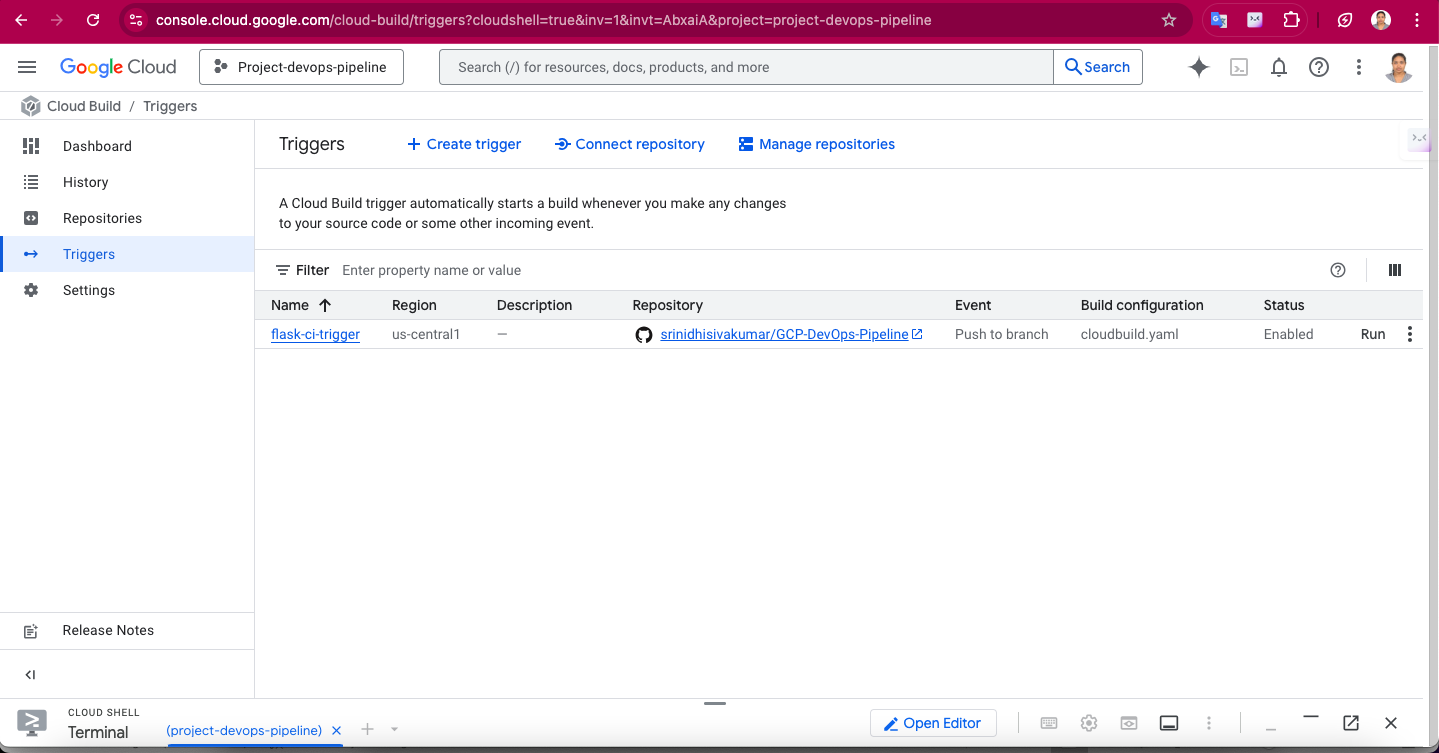 console.cloud.google.com/cloud-build/triggers?cloudshell=true&inv=1&invt=AbxaiA&project=project-devops-pipeline
Google Cloud
Project-devops-pipeline
Search (/) for resources, docs, products, and more
Search
Cloud Build / Triggers
Dashboard
History
Repositories
Triggers
Settings
Release Notes
Triggers
Create trigger
Connect repository
Manage repositories
A Cloud Build trigger automatically starts a build whenever you make any changes
to your source code or some other incoming event.
Filter Enter property name or value
Name Region Description Repository Event Build configuration Status
flask-ci-trigger us-central1 — srinidhisivakumar/GCP-DevOps-Pipeline Push to branch cloudbuild.yaml Enabled Run
CLOUD SHELL
Terminal
(project-devops-pipeline)
Open Editor